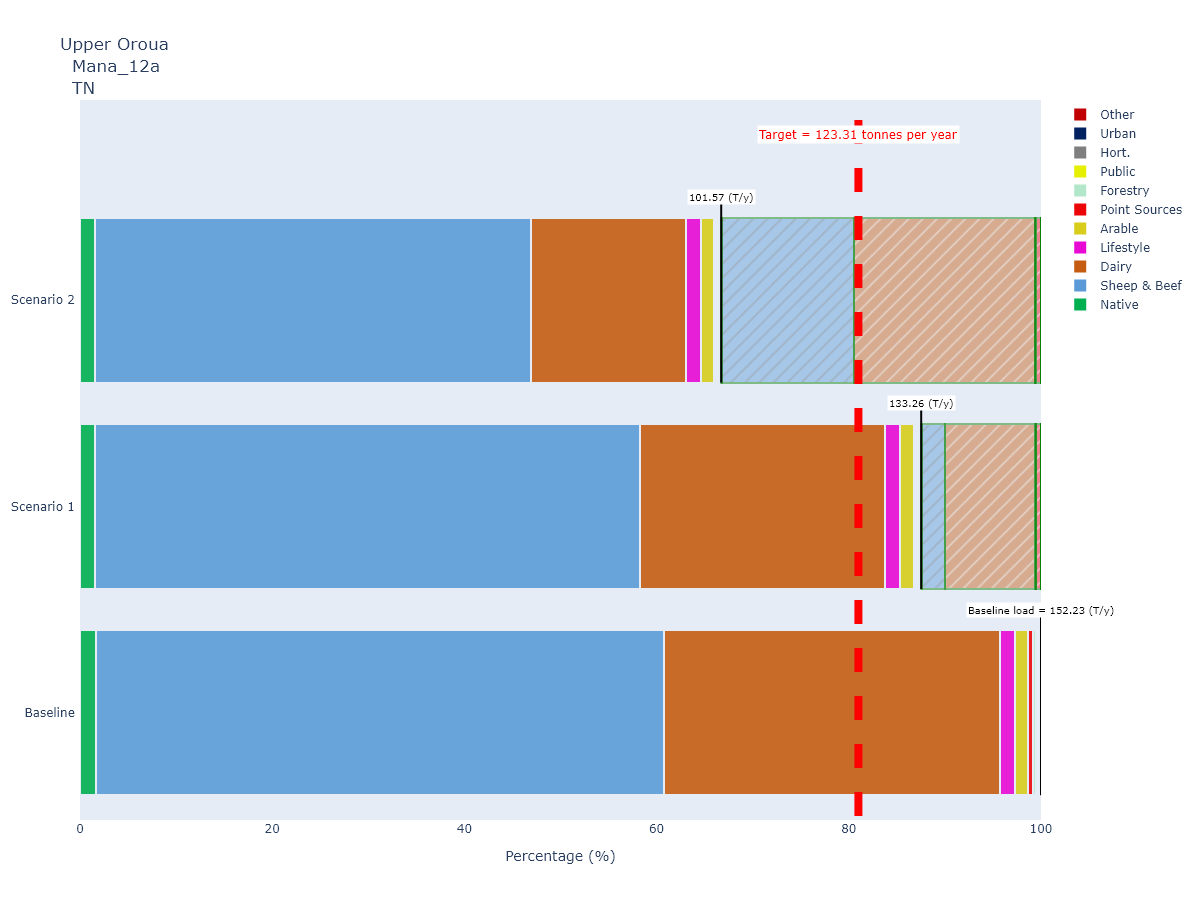 Upper Oroua
Mana_12a
TN
Target = 123.31 tonnes per year
Other
Urban
Hort.
Public
Forestry
Point Sources
Arable
Lifestyle
Dairy
Sheep & Beef
Native
101.57 (T/y)
Scenario 2
133.26 (T/y)
Scenario 1
Baseline load = 152.23 (T/y)
Baseline
0 20 40 60 80 100
Percentage (%)